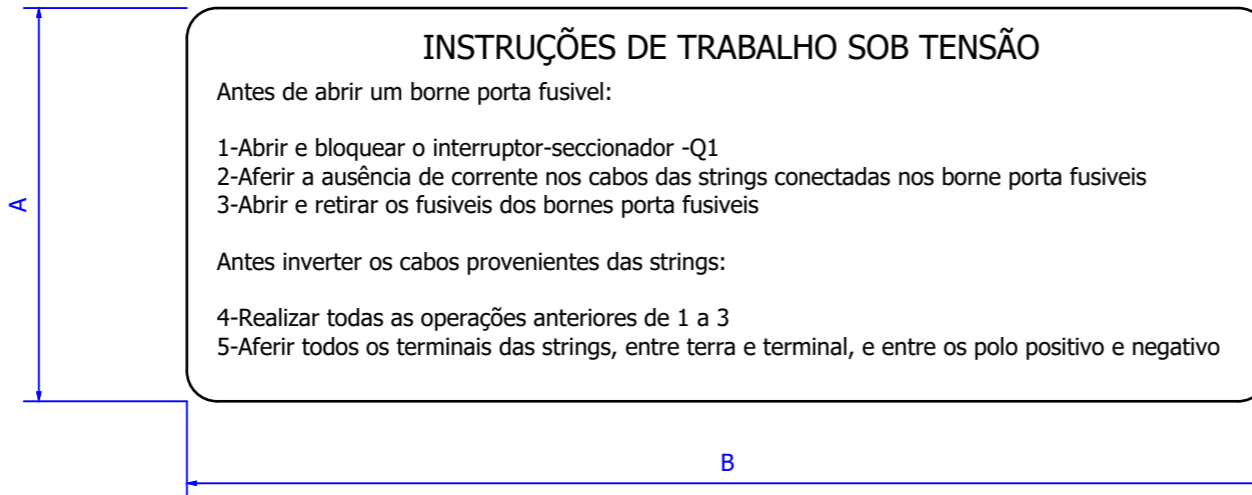 INSTRUÇÕES DE TRABALHO SOB TENSÃO
Antes de abrir um borne porta fusivel:
1-Abrir e bloquear o interruptor-seccionador -Q1
2-Aferir a ausência de corrente nos cabos das strings conectadas nos borne porta fusiveis
3-Abrir e retirar os fusiveis dos bornes porta fusiveis
Antes inverter os cabos provenientes das strings:
4-Realizar todas as operações anteriores de 1 a 3
5-Aferir todos os terminais das strings, entre terra e terminal, e entre os polo positivo e negativo
A
B